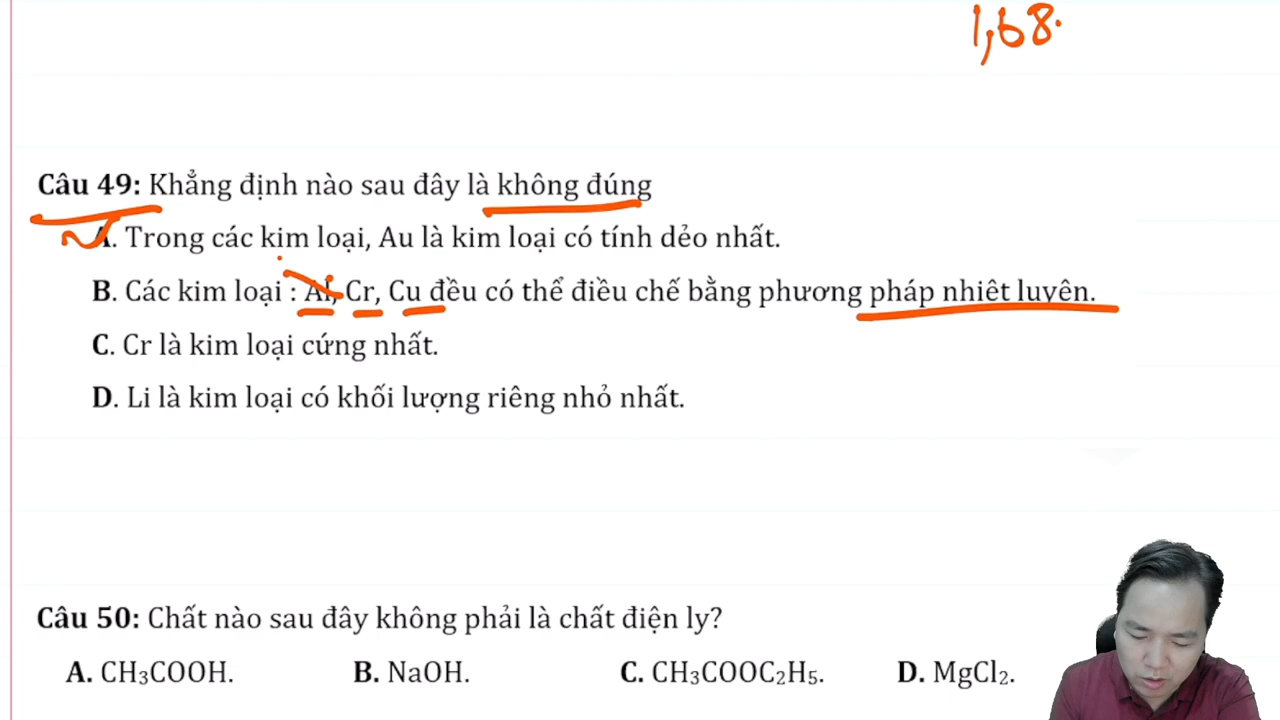 1,68.
Câu 49: Khẳng định nào sau đây là không đúng
A. Trong các kim loại, Au là kim loại có tính dẻo nhất.
B. Các kim loại : Al, Cr, Cu đều có thể điều chế bằng phương pháp nhiệt luyện.
C. Cr là kim loại cứng nhất.
D. Li là kim loại có khối lượng riêng nhỏ nhất.
Câu 50: Chất nào sau đây không phải là chất điện ly?
A. CH₃COOH. B. NaOH. C. CH₃COOC₂H₅. D. MgCl₂.